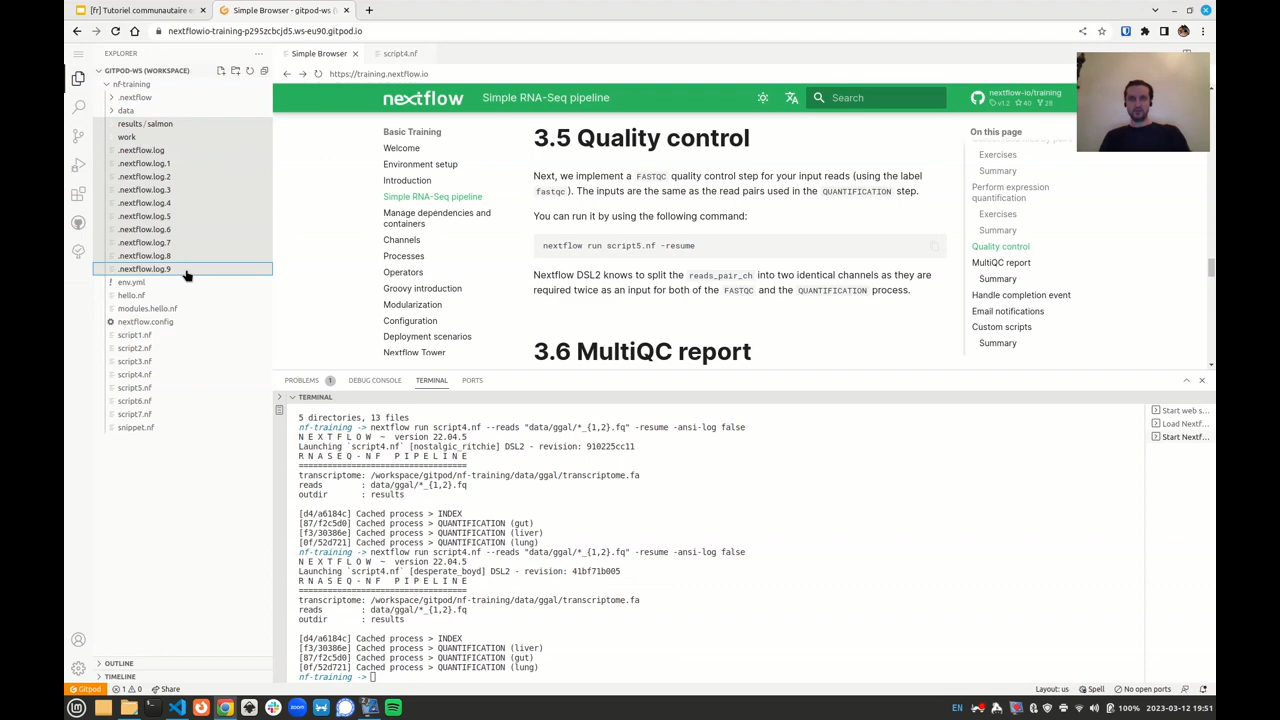 [fr] Tutoriel communautaire e
Simple Browser - gitpod-ws (
nextflowio-training-p295zcbcjd5.ws-eu90.gitpod.io
EXPLORER
GITPOD-WS (WORKSPACE)
nf-training
.nextflow
data
results / salmon
work
.nextflow.log
.nextflow.log.1
.nextflow.log.2
.nextflow.log.3
.nextflow.log.4
.nextflow.log.5
.nextflow.log.6
.nextflow.log.7
.nextflow.log.8
.nextflow.log.9
env.yml
hello.nf
modules.hello.nf
nextflow.config
script1.nf
script2.nf
script3.nf
script4.nf
script5.nf
script6.nf
script7.nf
snippet.nf
OUTLINE
TIMELINE
Simple Browser
script4.nf
https://training.nextflow.io
nextflow
Simple RNA-Seq pipeline
Search
nextflow-io/training
v1.2 40 28
Basic Training
Welcome
Environment setup
Introduction
Simple RNA-Seq pipeline
Manage dependencies and
containers
Channels
Processes
Operators
Groovy introduction
Modularization
Configuration
Deployment scenarios
Nextflow Tower
3.5 Quality control
Next, we implement a FASTQC quality control step for your input reads (using the label
fastqc ). The inputs are the same as the read pairs used in the QUANTIFICATION step.
You can run it by using the following command:
nextflow run script5.nf -resume
Nextflow DSL2 knows to split the reads_pair_ch into two identical channels as they are
required twice as an input for both of the FASTQC and the QUANTIFICATION process.
3.6 MultiQC report
On this page
Exercises
Summary
Perform expression
quantification
Exercises
Summary
Quality control
MultiQC report
Summary
Handle completion event
Email notifications
Custom scripts
Summary
PROBLEMS 1
DEBUG CONSOLE
TERMINAL
PORTS
TERMINAL
5 directories, 13 files
nf-training -> nextflow run script4.nf --reads "data/ggal/*_{1,2}.fq" -resume -ansi-log false
N E X T F L O W ~ version 22.04.5
Launching `script4.nf` [nostalgic_ritchie] DSL2 - revision: 910225cc11
R N A S E Q - N F P I P E L I N E
===================================
transcriptome: /workspace/gitpod/nf-training/data/ggal/transcriptome.fa
reads : data/ggal/*_{1,2}.fq
outdir : results
[d4/a6184c] Cached process > INDEX
[87/f2c5d0] Cached process > QUANTIFICATION (gut)
[f3/30386e] Cached process > QUANTIFICATION (liver)
[0f/52d721] Cached process > QUANTIFICATION (lung)
nf-training -> nextflow run script4.nf --reads "data/ggal/*_{1,2}.fq" -resume -ansi-log false
N E X T F L O W ~ version 22.04.5
Launching `script4.nf` [desperate_boyd] DSL2 - revision: 41bf71b005
R N A S E Q - N F P I P E L I N E
===================================
transcriptome: /workspace/gitpod/nf-training/data/ggal/transcriptome.fa
reads : data/ggal/*_{1,2}.fq
outdir : results
[d4/a6184c] Cached process > INDEX
[f3/30386e] Cached process > QUANTIFICATION (liver)
[87/f2c5d0] Cached process > QUANTIFICATION (gut)
[0f/52d721] Cached process > QUANTIFICATION (lung)
nf-training ->
Start web s...
Load Nextf...
Start Nextf...
Gitpod
1 0
Share
Layout: us
Spell
No open ports
EN
100%
2023-03-12 19:51